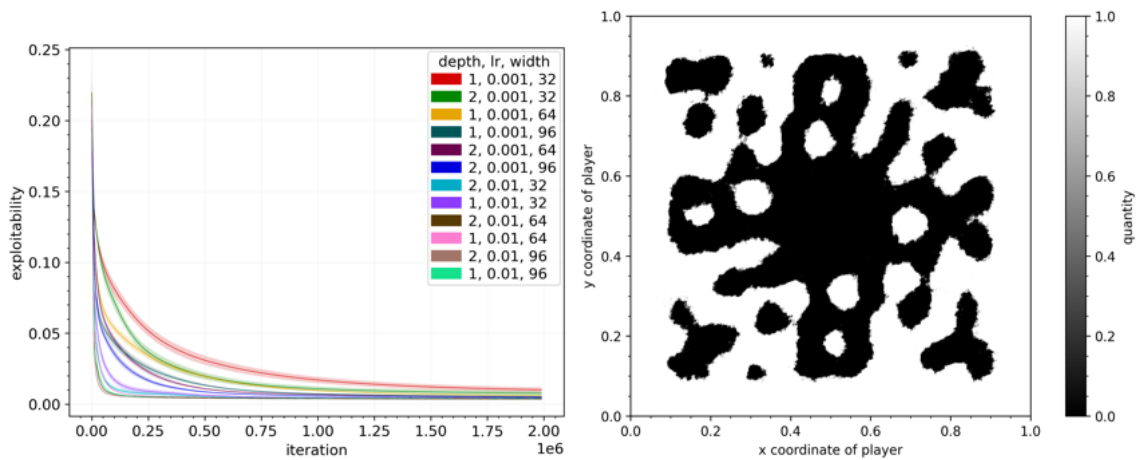 0.25
0.20
0.15
0.10
0.05
0.00
exploitability
0.00 0.25 0.50 0.75 1.00 1.25 1.50 1.75 2.00
1e6
iteration
depth, lr, width
1, 0.001, 32
2, 0.001, 32
1, 0.001, 64
1, 0.001, 96
2, 0.001, 64
2, 0.001, 96
2, 0.01, 32
1, 0.01, 32
2, 0.01, 64
1, 0.01, 64
2, 0.01, 96
1, 0.01, 96
1.0
0.8
0.6
0.4
0.2
0.0
y coordinate of player
0.0 0.2 0.4 0.6 0.8 1.0
x coordinate of player
1.0
0.8
0.6
0.4
0.2
0.0
quantity